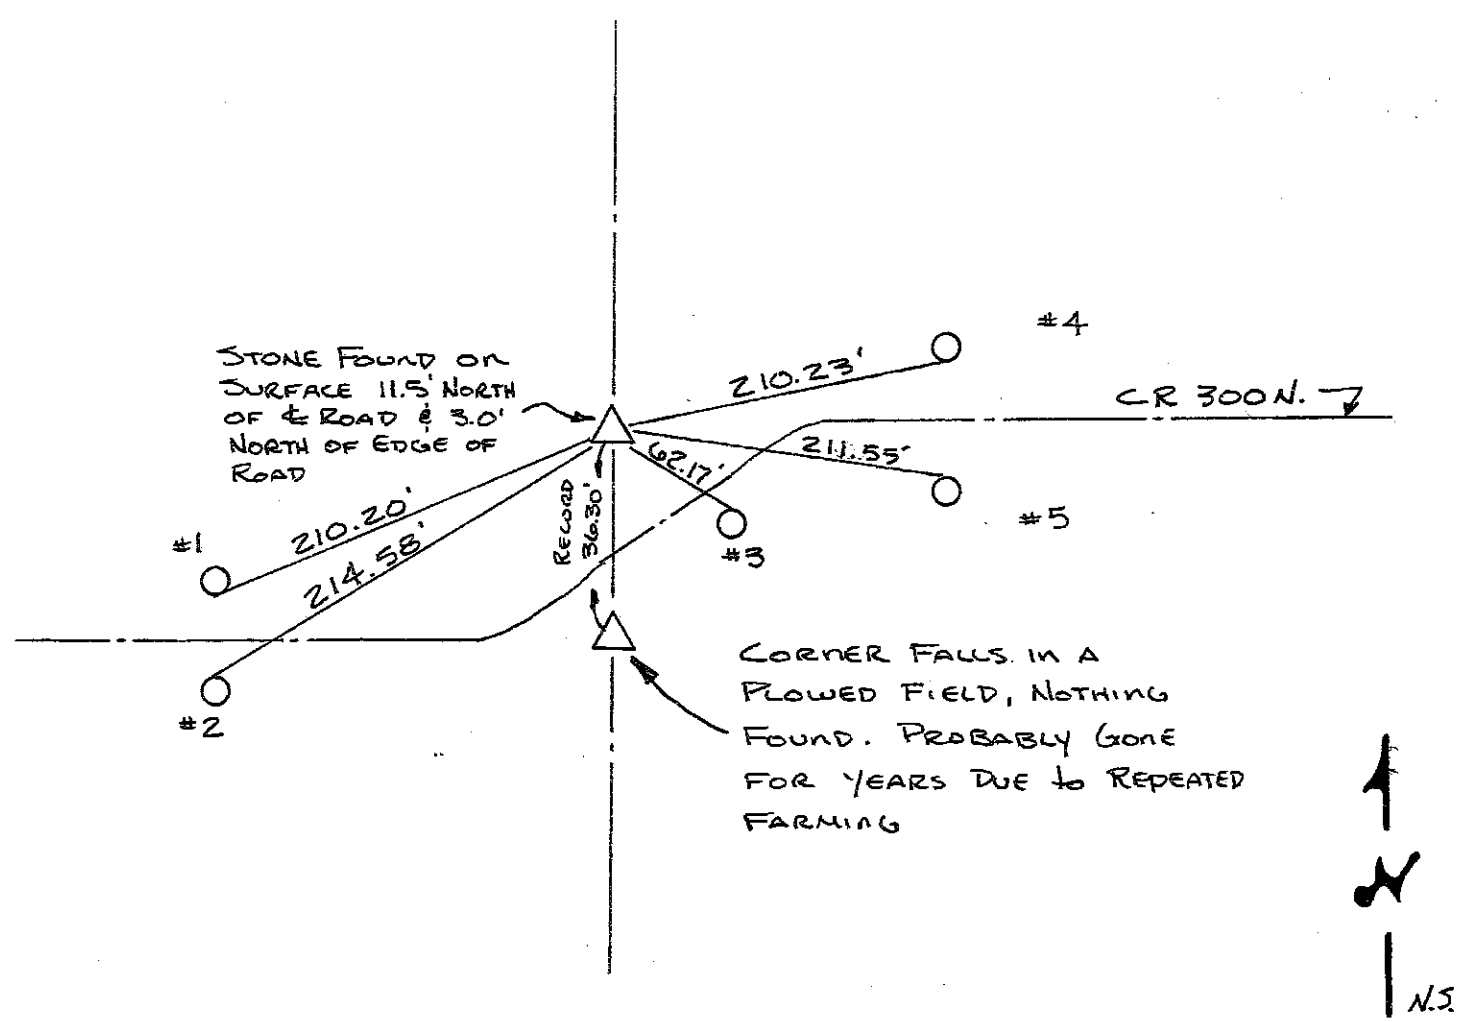 #4
210.23'
STONE FOUND ON
SURFACE 11.5' NORTH
OF ℄ ROAD & 3.0'
NORTH OF EDGE OF
ROAD
CR 300 N.
211.55'
62.17'
RECORD
36.30'
#5
#3
210.20'
#1
214.58'
#2
CORNER FALLS IN A
PLOWED FIELD, NOTHING
FOUND. PROBABLY GONE
FOR YEARS DUE to REPEATED
FARMING
N
N.S.